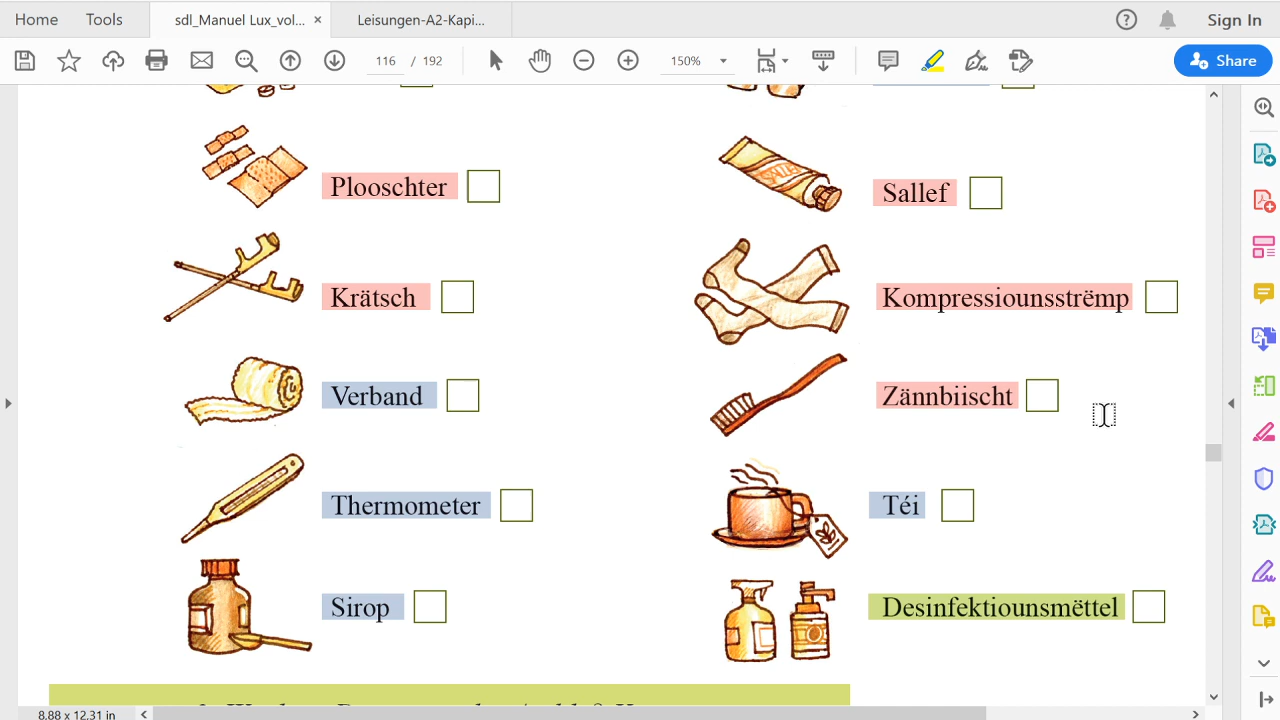 Home
Tools
sdl_Manuel Lux_vol... ×
Leisungen-A2-Kapi...
Sign In
116 / 192
150%
Share
Plooschter
Sallef
Krätsch
Kompressiounsstrëmp
Verband
Zännbiischt
Thermometer
Téi
Sirop
Desinfektiounsmëttel
8.88 x 12.31 in